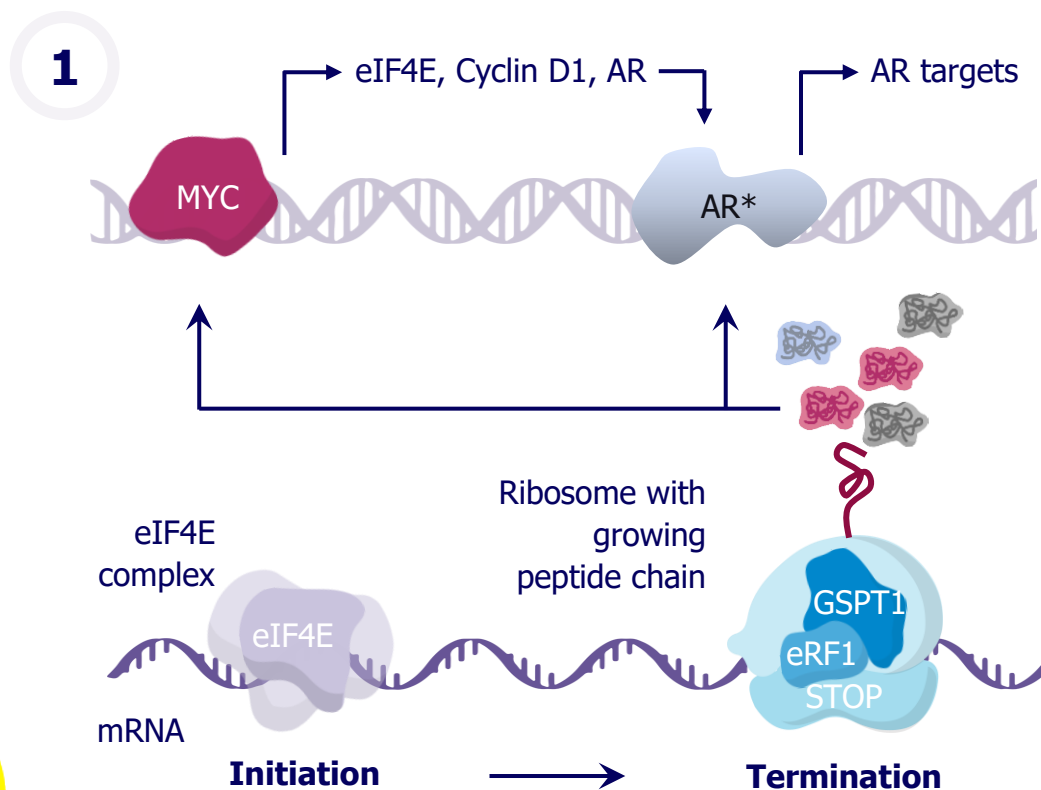 1
eIF4E, Cyclin D1, AR
AR targets
MYC
AR*
Ribosome with
growing
peptide chain
eIF4E
complex
eIF4E
GSPT1
eRF1
STOP
mRNA
Initiation
Termination